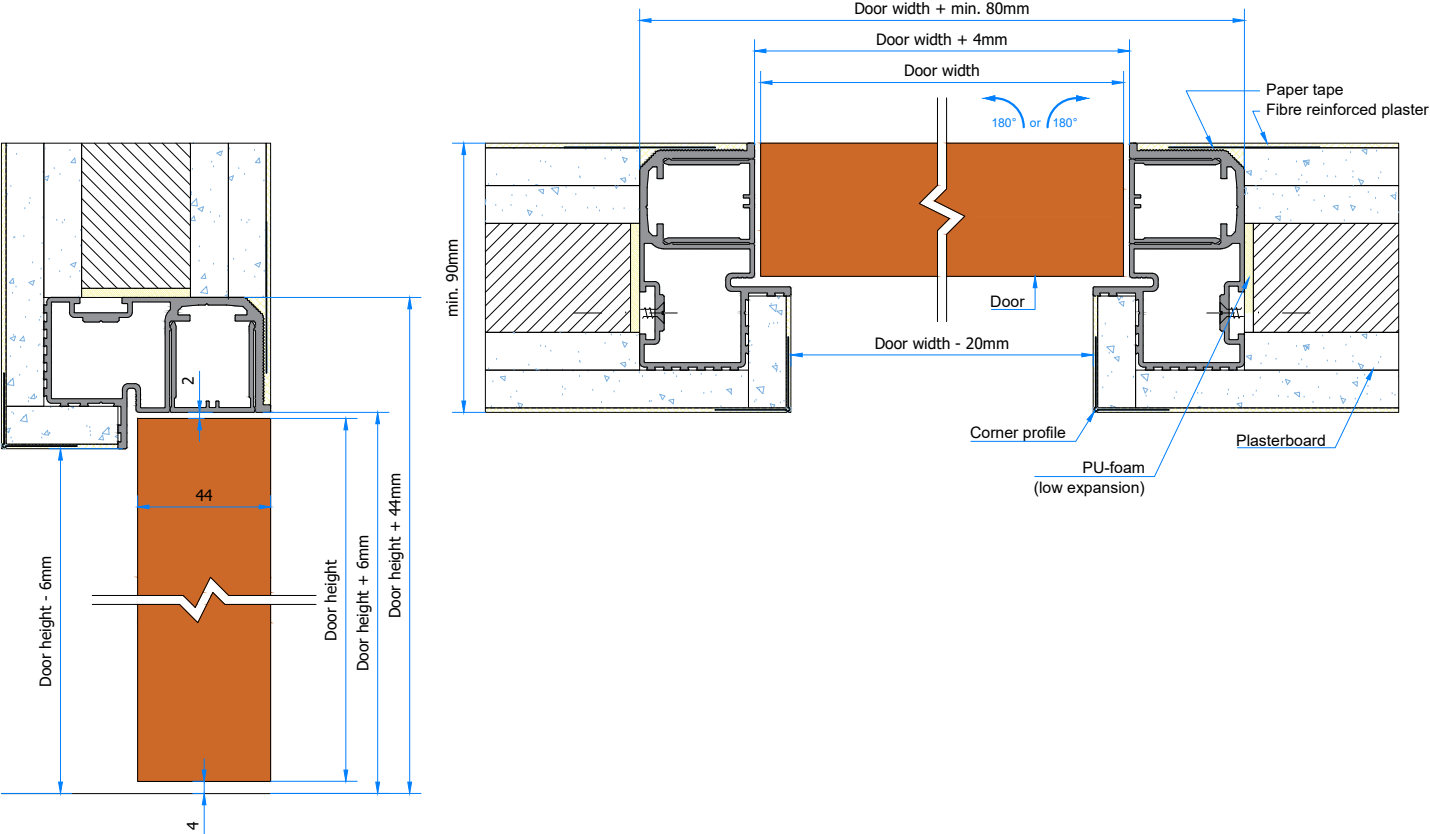 Door width + min. 80mm
Door width + 4mm
Door width
180° or 180°
Paper tape
Fibre reinforced plaster
min. 90mm
Door
Door width - 20mm
Corner profile
Plasterboard
PU-foam
(low expansion)
2
44
Door height - 6mm
Door height
Door height + 6mm
Door height + 44mm
4